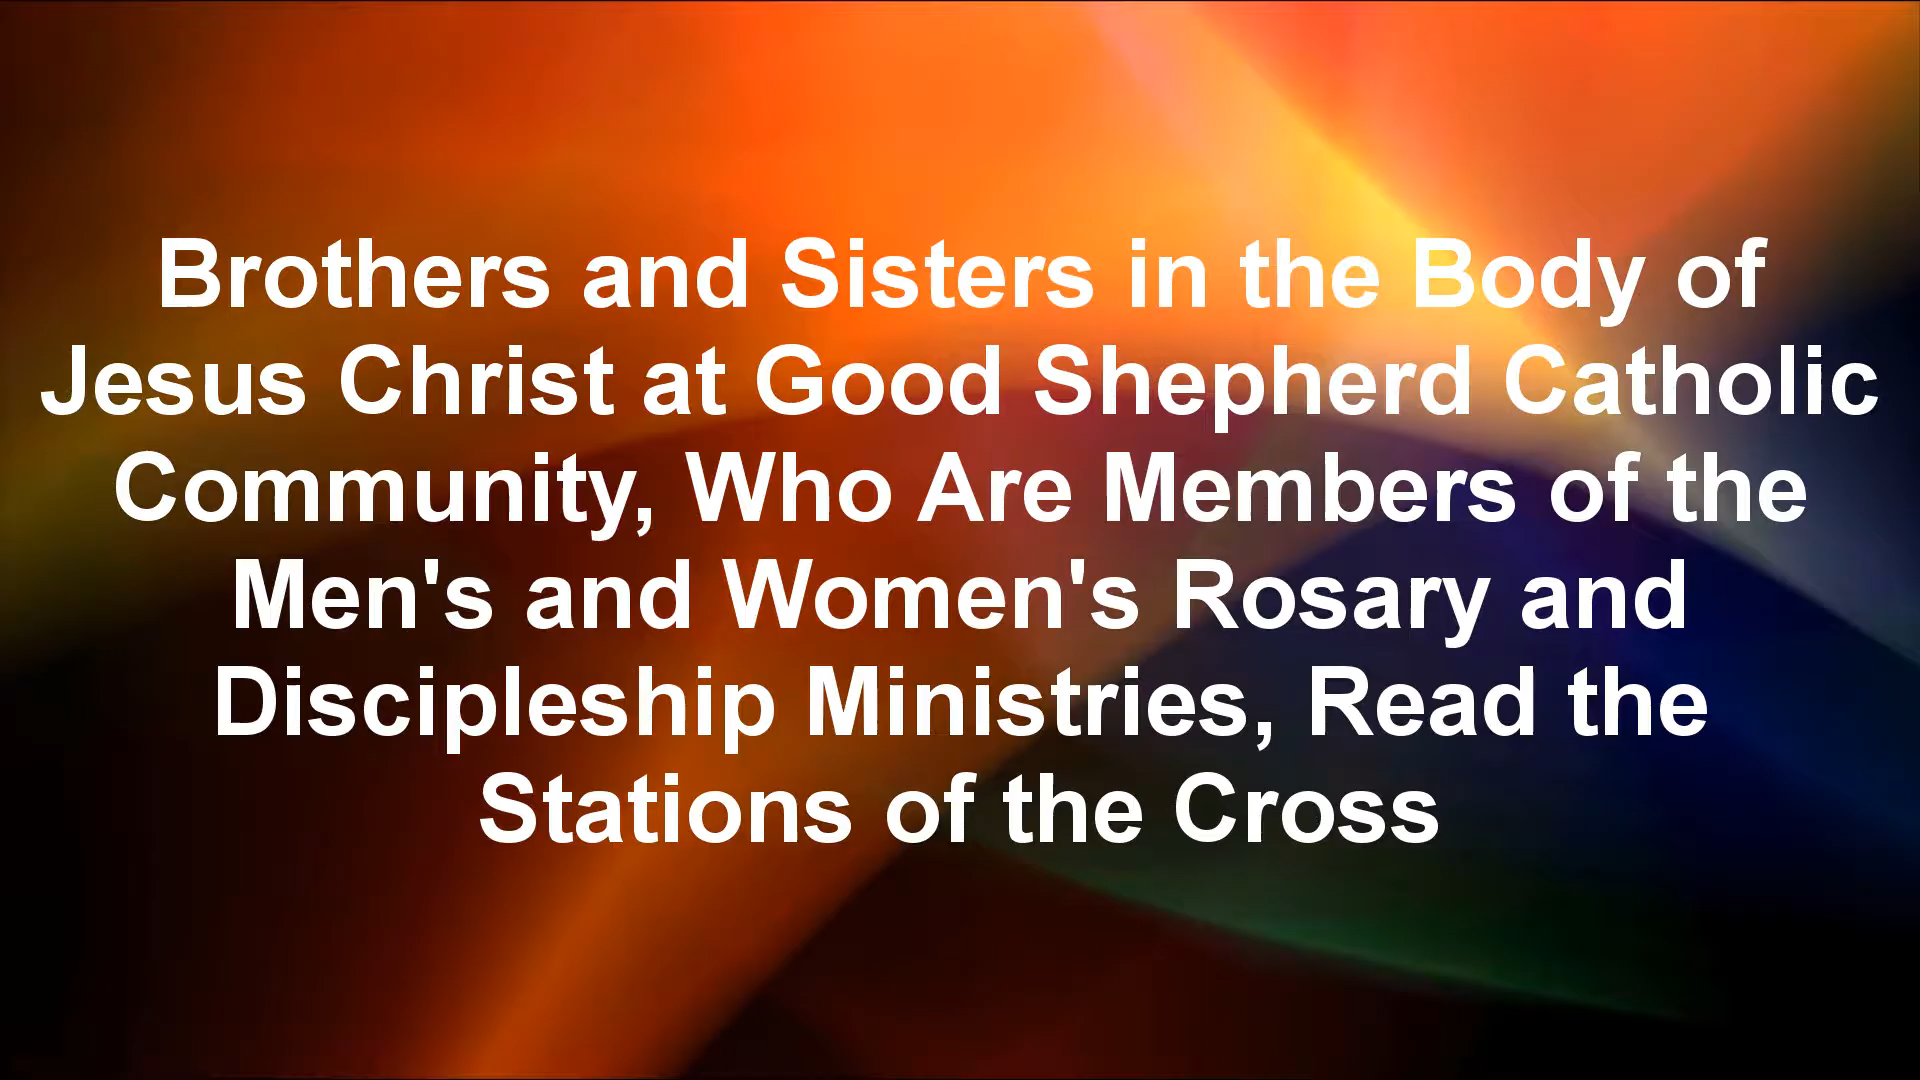 Brothers and Sisters in the Body of
Jesus Christ at Good Shepherd Catholic
Community, Who Are Members of the
Men's and Women's Rosary and
Discipleship Ministries, Read the
Stations of the Cross